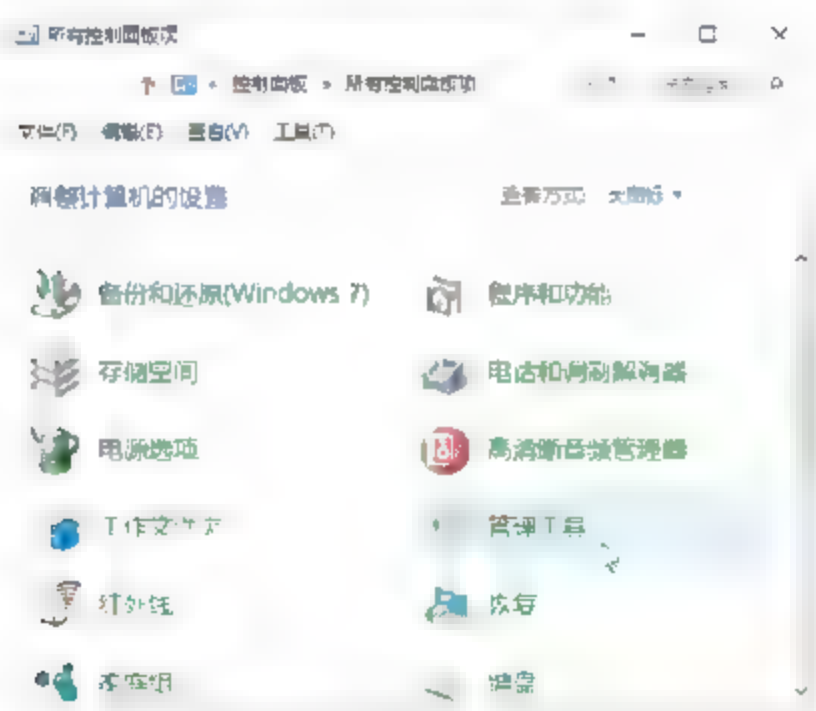 所有控制面板项
控制面板 > 所有控制面板项
文件(F) 编辑(E) 查看(V) 工具(T)
调整计算机的设置
查看方式: 大图标
备份和还原(Windows 7)
程序和功能
存储空间
电话和调制解调器
电源选项
高清晰音频管理器
工作文件夹
管理工具
红外线
恢复
家庭组
键盘